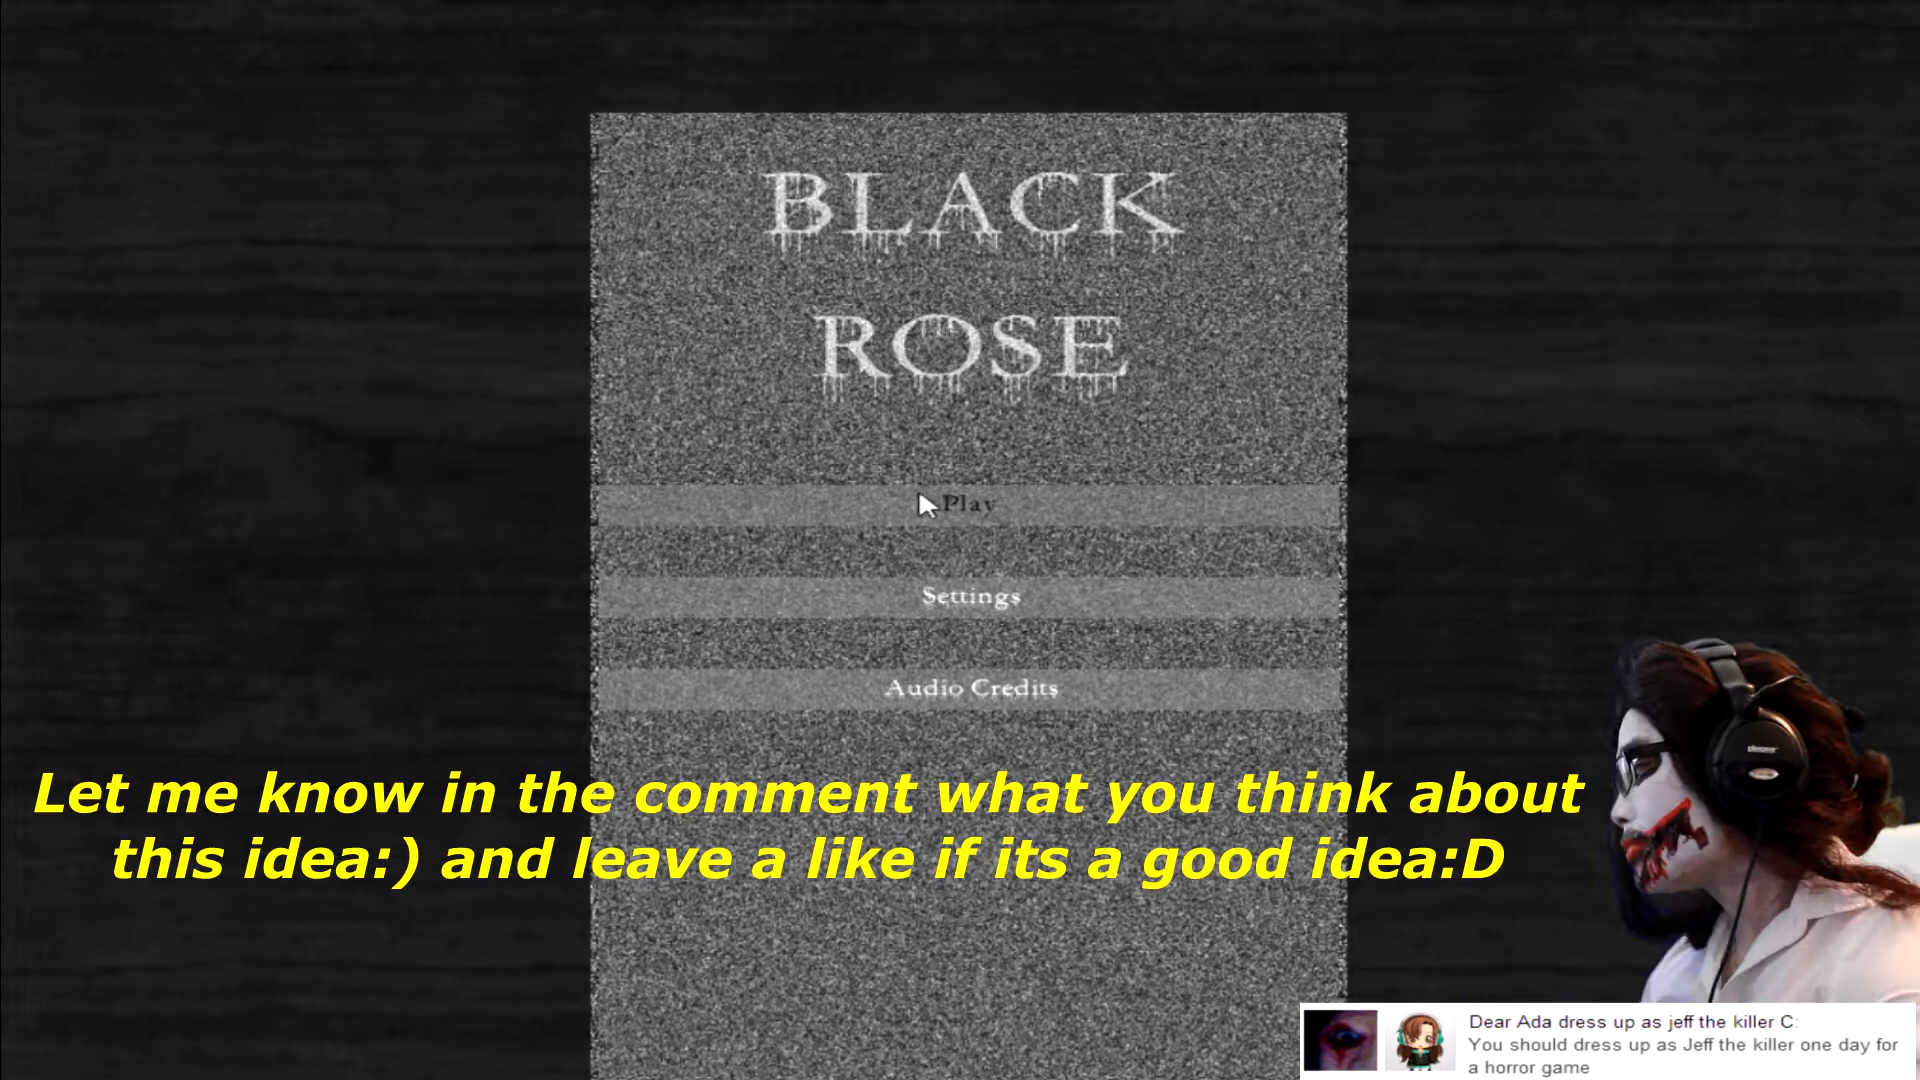 BLACK
ROSE
Play
Settings
Audio Credits
Let me know in the comment what you think about
this idea:) and leave a like if its a good idea:D
Dear Ada dress up as jeff the killer C:
You should dress up as Jeff the killer one day for
a horror game